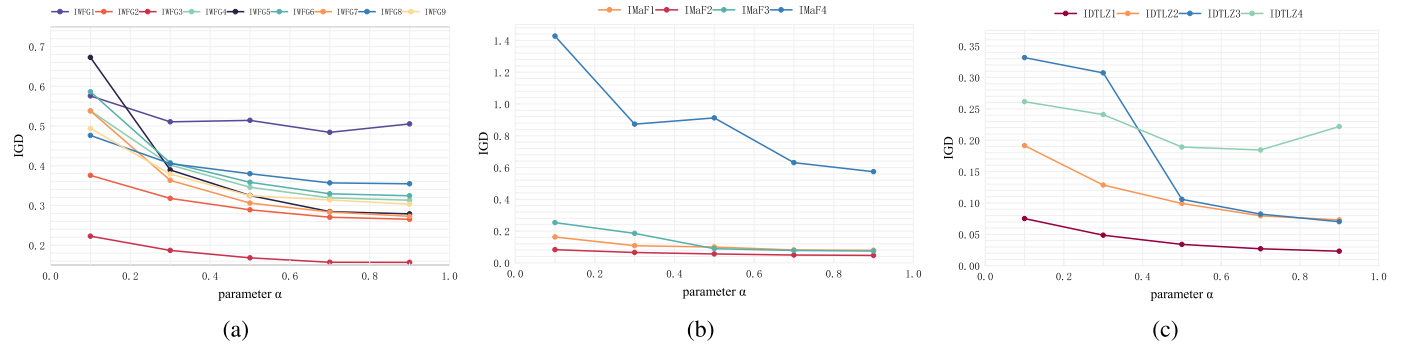 IWFG1 IWFG2 IWFG3 IWFG4 IWFG5 IWFG6 IWFG7 IWFG8 IWFG9
IGD
0.7
0.6
0.5
0.4
0.3
0.2
0.0 0.2 0.4 0.6 0.8 1.0
parameter α
(a)
IMaF1 IMaF2 IMaF3 IMaF4
IGD
1.4
1.2
1.0
0.8
0.6
0.4
0.2
0.0
0.0 0.2 0.4 0.6 0.8 1.0
parameter α
(b)
IDTLZ1 IDTLZ2 IDTLZ3 IDTLZ4
IGD
0.35
0.30
0.25
0.20
0.15
0.10
0.05
0.00
0.0 0.2 0.4 0.6 0.8 1.0
parameter α
(c)